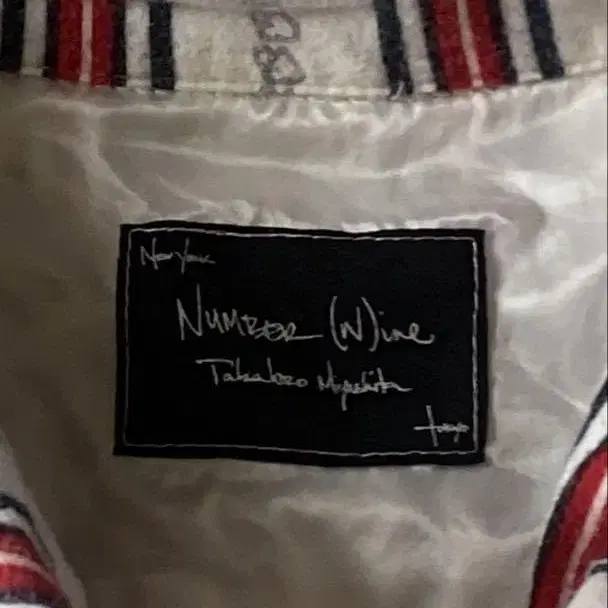 New York
NUMBER (N)ine
Takahiro Miyashita
tokyo